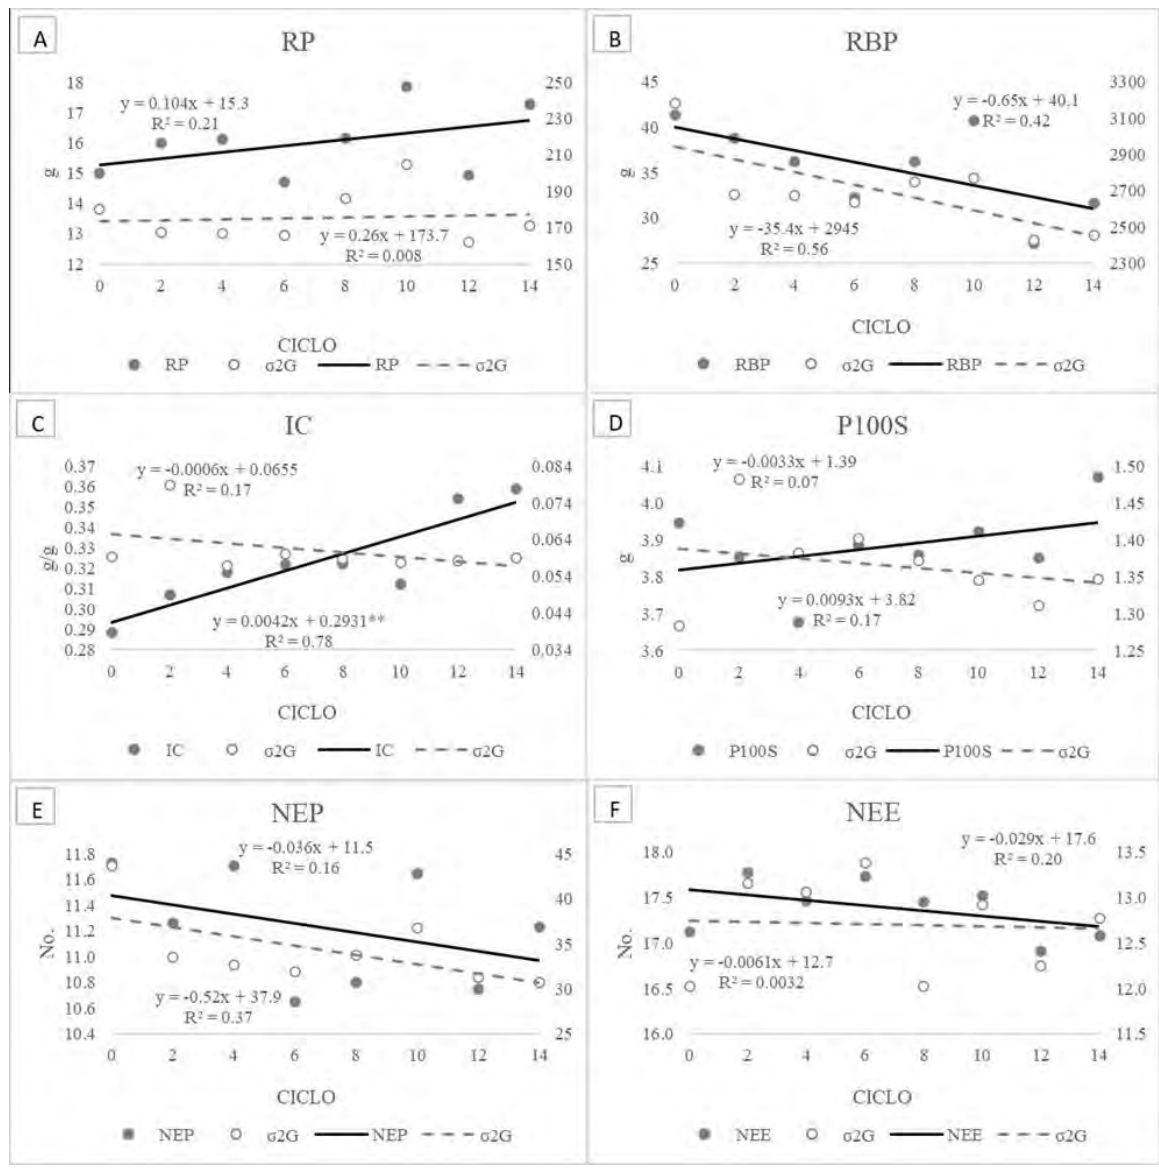 A
RP
18
17
16
15
14
13
12
g
250
230
210
190
170
150
y = 0.104x + 15.3
R² = 0.21
y = 0.26x + 173.7
R² = 0.008
0 2 4 6 8 10 12 14
CICLO
RP σ2G RP σ2G
B
RBP
45
40
35
30
25
g
3300
3100
2900
2700
2500
2300
y = -0.65x + 40.1
R² = 0.42
y = -35.4x + 2945
R² = 0.56
0 2 4 6 8 10 12 14
CICLO
RBP σ2G RBP σ2G
C
IC
0.37
0.36
0.35
0.34
0.33
0.32
0.31
0.30
0.29
0.28
g/g
0.084
0.074
0.064
0.054
0.044
0.034
y = -0.0006x + 0.0655
R² = 0.17
y = 0.0042x + 0.2931**
R² = 0.78
0 2 4 6 8 10 12 14
CICLO
IC σ2G IC σ2G
D
P100S
4.1
4.0
3.9
3.8
3.7
3.6
g
1.50
1.45
1.40
1.35
1.30
1.25
y = -0.0033x + 1.39
R² = 0.07
y = 0.0093x + 3.82
R² = 0.17
0 2 4 6 8 10 12 14
CICLO
P100S σ2G P100S σ2G
E
NEP
11.8
11.6
11.4
11.2
11.0
10.8
10.6
10.4
No.
45
40
35
30
25
y = -0.036x + 11.5
R² = 0.16
y = -0.52x + 37.9
R² = 0.37
0 2 4 6 8 10 12 14
CICLO
NEP σ2G NEP σ2G
F
NEE
18.0
17.5
17.0
16.5
16.0
No.
13.5
13.0
12.5
12.0
11.5
y = -0.029x + 17.6
R² = 0.20
y = -0.0061x + 12.7
R² = 0.0032
0 2 4 6 8 10 12 14
CICLO
NEE σ2G NEE σ2G